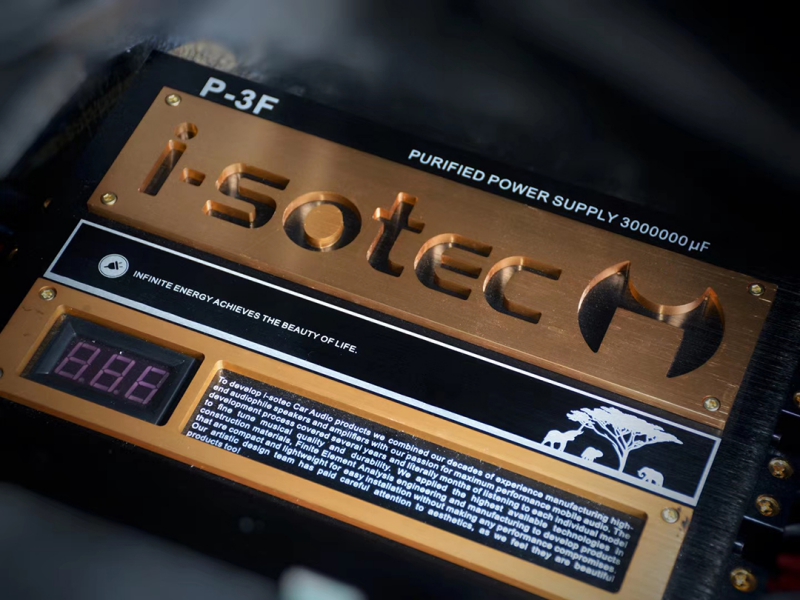 P-3F
PURIFIED POWER SUPPLY 3000000µF
i-sotec
INFINITE ENERGY ACHIEVES THE BEAUTY OF LIFE.
8.8.8
To develop i-sotec Car Audio products we combined our decades of experience manufacturing high-
end audiophile speakers and amplifiers with our passion for maximum performance mobile audio. The
development process covered several years and literally months of listening to each individual model
to fine tune musical quality and durability. We applied the highest available technologies in
construction materials, Finite Element Analysis engineering and manufacturing to develop products
that are compact and lightweight for easy installation without making any performance compromises.
Our artistic design team has paid careful attention to aesthetics, as we feel they are beautiful
products too!